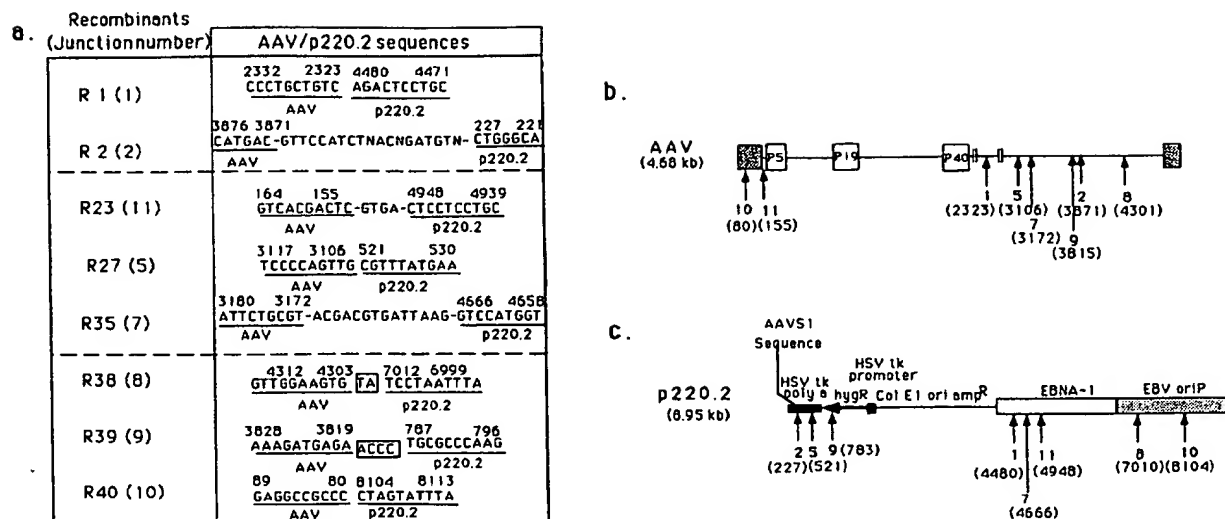 a.
Recombinants
(Junction number)
AAV/p220.2 sequences
R 1 (1)
2332 2323 4480 4471
CCCTGCTGTC AGACTCCTGC
AAV p220.2
R 2 (2)
3876 3871 227 221
CATGAC-GTTCCATCTNACNGATGTN-CTGGGCA
AAV p220.2
R23 (11)
164 155 4948 4939
GTCACGACTC-GTGA-CTCCTCCTGC
AAV p220.2
R27 (5)
3117 3106 521 530
TCCCCAGTTG CGTTTATGAA
AAV p220.2
R35 (7)
3180 3172 4666 4658
ATTCTGCGT-ACGACGTGATTAAG-GTCCATGGT
AAV p220.2
R38 (8)
4312 4303 7012 6999
GTTGGAAGTG TA TCCTAATTTA
AAV p220.2
R39 (9)
3828 3819 787 796
AAAGATGAGA ACCC TGCGCCCAAG
AAV p220.2
R40 (10)
89 80 8104 8113
GAGGCCGCCC CTAGTATTTA
AAV p220.2
b.
AAV
(4.68 kb)
P5 P19 P40
10 11 1 5 2 8
(80) (155) (2323) (3106) (3871) (4301)
7
(3172) 9
(3815)
c.
AAVS1
Sequence
HSV tk
promoter
HSV tk
poly a hygR Col E1 ori ampR
EBNA-1 EBV oriP
p220.2
(8.95 kb)
2 5 9 (783)
(227) (521)
1 11 8 10
(4480) (4948) (7010) (8104)
7
(4666)